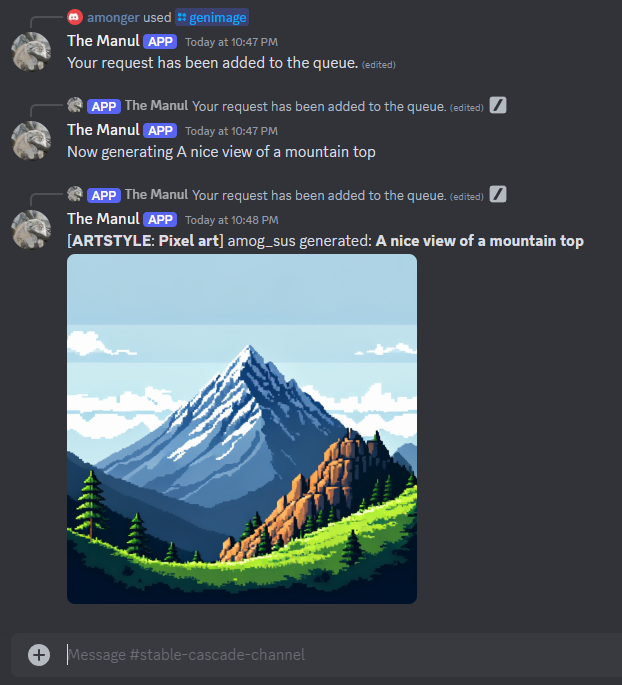 amonger used genimage
The Manul APP Today at 10:47 PM
Your request has been added to the queue. (edited)
APP The Manul Your request has been added to the queue. (edited)
The Manul APP Today at 10:47 PM
Now generating A nice view of a mountain top
APP The Manul Your request has been added to the queue. (edited)
The Manul APP Today at 10:48 PM
[ARTSTYLE: Pixel art] amog_sus generated: A nice view of a mountain top
Message #stable-cascade-channel